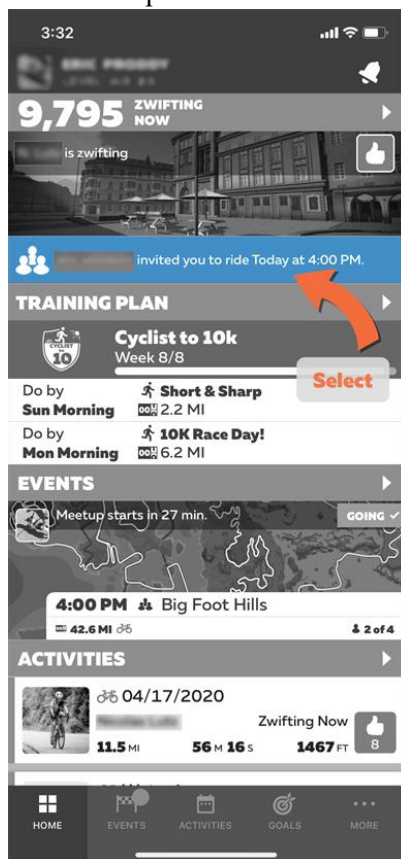 3:32
9,795 ZWIFTING NOW
is zwifting
invited you to ride Today at 4:00 PM.
TRAINING PLAN
CYCLIST TO 10
Cyclist to 10k
Week 8/8
Select
Do by Short & Sharp
Sun Morning 2.2 MI
Do by 10K Race Day!
Mon Morning 6.2 MI
EVENTS
Meetup starts in 27 min. GOING
4:00 PM Big Foot Hills
42.6 MI 2 of 4
ACTIVITIES
04/17/2020
Zwifting Now
11.5 MI 56 M 16 S 1467 FT 8
HOME EVENTS ACTIVITIES GOALS MORE